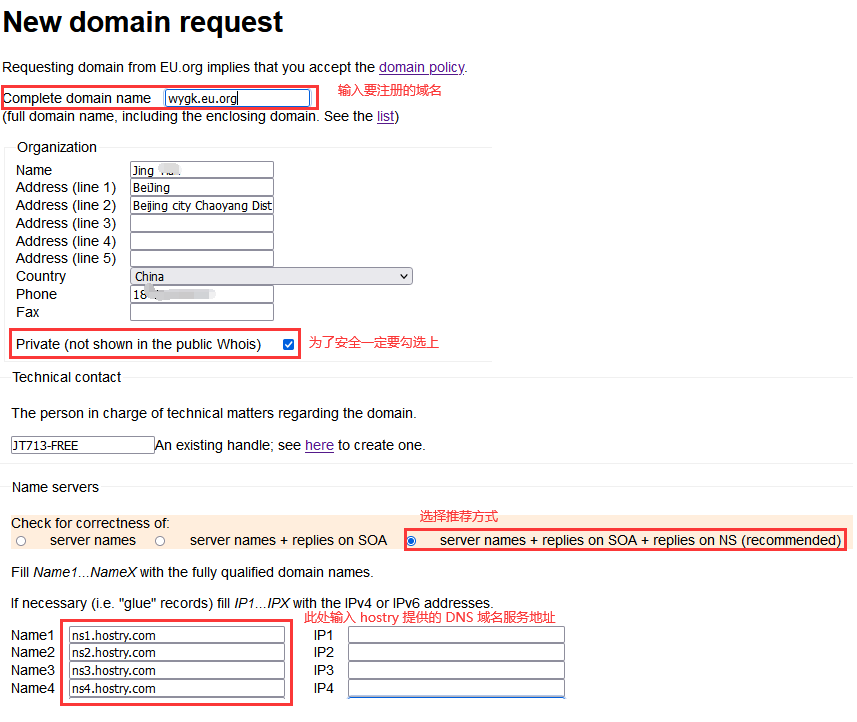 New domain request
Requesting domain from EU.org implies that you accept the domain policy.
Complete domain name wygk.eu.org 输入要注册的域名
(full domain name, including the enclosing domain. See the list)
Organization
Name Jing
Address (line 1) BeiJing
Address (line 2) Beijing city Chaoyang Dist
Address (line 3)
Address (line 4)
Address (line 5)
Country China
Phone 18
Fax
Private (not shown in the public Whois) 为了安全一定要勾选上
Technical contact
The person in charge of technical matters regarding the domain.
JT713-FREE An existing handle; see here to create one.
Name servers
选择推荐方式
Check for correctness of:
server names server names + replies on SOA server names + replies on SOA + replies on NS (recommended)
Fill Name1...NameX with the fully qualified domain names.
If necessary (i.e. "glue" records) fill IP1...IPX with the IPv4 or IPv6 addresses.
此处输入 hostry 提供的 DNS 域名服务地址
Name1 ns1.hostry.com IP1
Name2 ns2.hostry.com IP2
Name3 ns3.hostry.com IP3
Name4 ns4.hostry.com IP4